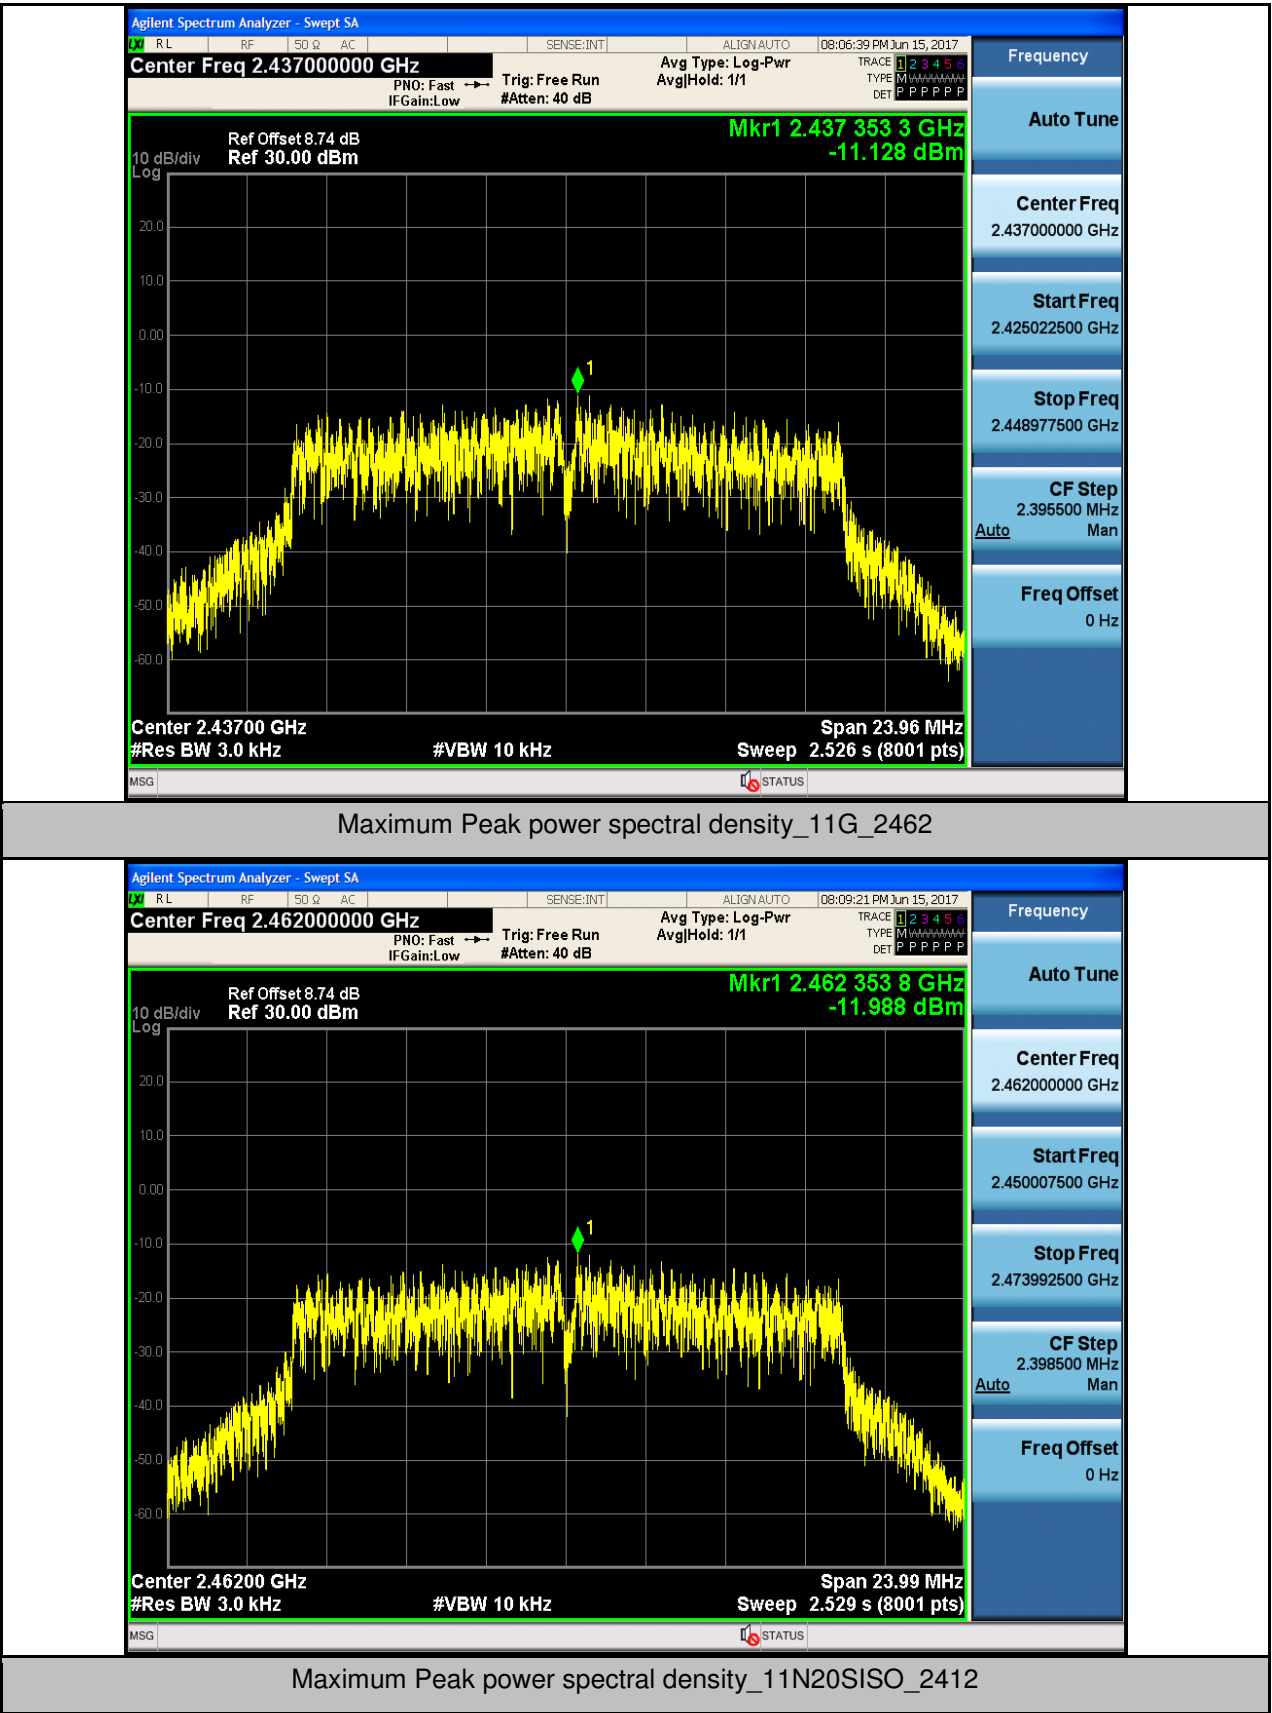 Agilent Spectrum Analyzer - Swept SA
LXI RL RF 50 Ω AC SENSE:INT ALIGN AUTO 08:06:39 PM Jun 15, 2017
Center Freq 2.437000000 GHz
PNO: Fast
IFGain:Low
Trig: Free Run
#Atten: 40 dB
Avg Type: Log-Pwr
Avg|Hold: 1/1
TRACE 1 2 3 4 5 6
TYPE M
DET P P P P P P
Frequency
Auto Tune
Mkr1 2.437 353 3 GHz
-11.128 dBm
Ref Offset 8.74 dB
10 dB/div Ref 30.00 dBm
Log
20.0
10.0
0.00
-10.0
-20.0
-30.0
-40.0
-50.0
-60.0
1
Center Freq
2.437000000 GHz
Start Freq
2.425022500 GHz
Stop Freq
2.448977500 GHz
CF Step
2.395500 MHz
Auto Man
Freq Offset
0 Hz
Center 2.43700 GHz Span 23.96 MHz
#Res BW 3.0 kHz #VBW 10 kHz Sweep 2.526 s (8001 pts)
MSG STATUS
Maximum Peak power spectral density_11G_2462
Agilent Spectrum Analyzer - Swept SA
LXI RL RF 50 Ω AC SENSE:INT ALIGN AUTO 08:09:21 PM Jun 15, 2017
Center Freq 2.462000000 GHz
PNO: Fast
IFGain:Low
Trig: Free Run
#Atten: 40 dB
Avg Type: Log-Pwr
Avg|Hold: 1/1
TRACE 1 2 3 4 5 6
TYPE M
DET P P P P P P
Frequency
Auto Tune
Mkr1 2.462 353 8 GHz
-11.988 dBm
Ref Offset 8.74 dB
10 dB/div Ref 30.00 dBm
Log
20.0
10.0
0.00
-10.0
-20.0
-30.0
-40.0
-50.0
-60.0
1
Center Freq
2.462000000 GHz
Start Freq
2.450007500 GHz
Stop Freq
2.473992500 GHz
CF Step
2.398500 MHz
Auto Man
Freq Offset
0 Hz
Center 2.46200 GHz Span 23.99 MHz
#Res BW 3.0 kHz #VBW 10 kHz Sweep 2.529 s (8001 pts)
MSG STATUS
Maximum Peak power spectral density_11N20SISO_2412